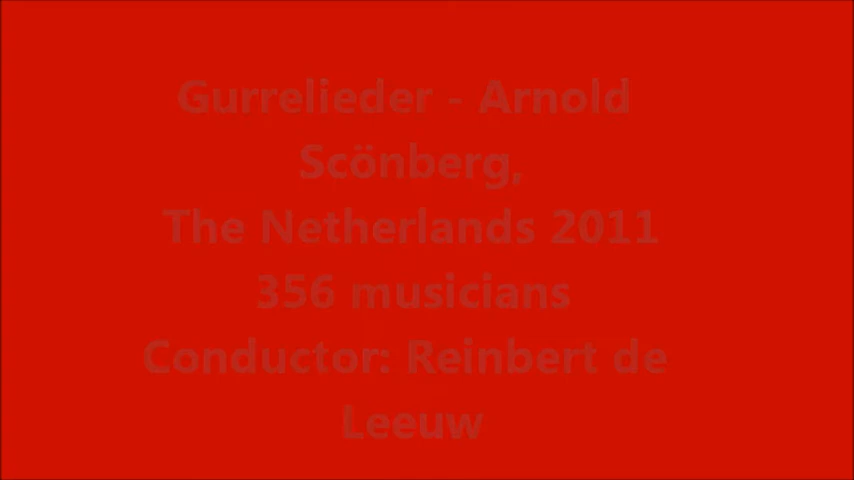 Gurrelieder - Arnold
Scönberg,
The Netherlands 2011
356 musicians
Conductor: Reinbert de
Leeuw